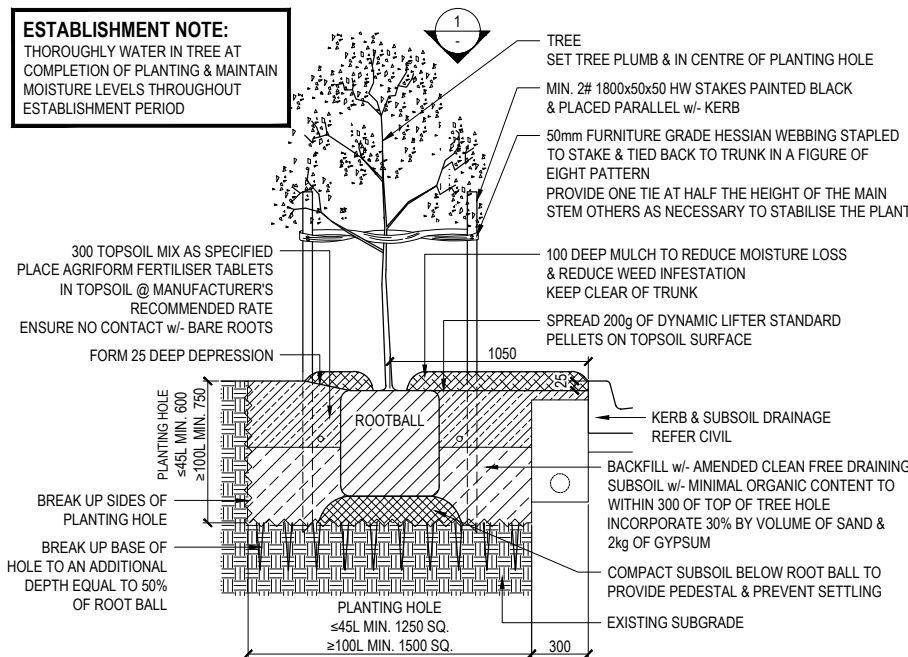 ESTABLISHMENT NOTE:
THOROUGHLY WATER IN TREE AT
COMPLETION OF PLANTING & MAINTAIN
MOISTURE LEVELS THROUGHOUT
ESTABLISHMENT PERIOD
1
-
TREE
SET TREE PLUMB & IN CENTRE OF PLANTING HOLE
MIN. 2# 1800x50x50 HW STAKES PAINTED BLACK
& PLACED PARALLEL w/- KERB
50mm FURNITURE GRADE HESSIAN WEBBING STAPLED
TO STAKE & TIED BACK TO TRUNK IN A FIGURE OF
EIGHT PATTERN
PROVIDE ONE TIE AT HALF THE HEIGHT OF THE MAIN
STEM OTHERS AS NECESSARY TO STABILISE THE PLANT
300 TOPSOIL MIX AS SPECIFIED
PLACE AGRIFORM FERTILISER TABLETS
IN TOPSOIL @ MANUFACTURER'S
RECOMMENDED RATE
ENSURE NO CONTACT w/- BARE ROOTS
100 DEEP MULCH TO REDUCE MOISTURE LOSS
& REDUCE WEED INFESTATION
KEEP CLEAR OF TRUNK
SPREAD 200g OF DYNAMIC LIFTER STANDARD
PELLETS ON TOPSOIL SURFACE
FORM 25 DEEP DEPRESSION
1050
25
PLANTING HOLE
≤45L MIN. 600
≥100L MIN. 750
ROOTBALL
KERB & SUBSOIL DRAINAGE
REFER CIVIL
BREAK UP SIDES OF
PLANTING HOLE
BACKFILL w/- AMENDED CLEAN FREE DRAINING
SUBSOIL w/- MINIMAL ORGANIC CONTENT TO
WITHIN 300 OF TOP OF TREE HOLE
INCORPORATE 30% BY VOLUME OF SAND &
2kg OF GYPSUM
BREAK UP BASE OF
HOLE TO AN ADDITIONAL
DEPTH EQUAL TO 50%
OF ROOT BALL
COMPACT SUBSOIL BELOW ROOT BALL TO
PROVIDE PEDESTAL & PREVENT SETTLING
EXISTING SUBGRADE
PLANTING HOLE
≤45L MIN. 1250 SQ.
≥100L MIN. 1500 SQ.
300